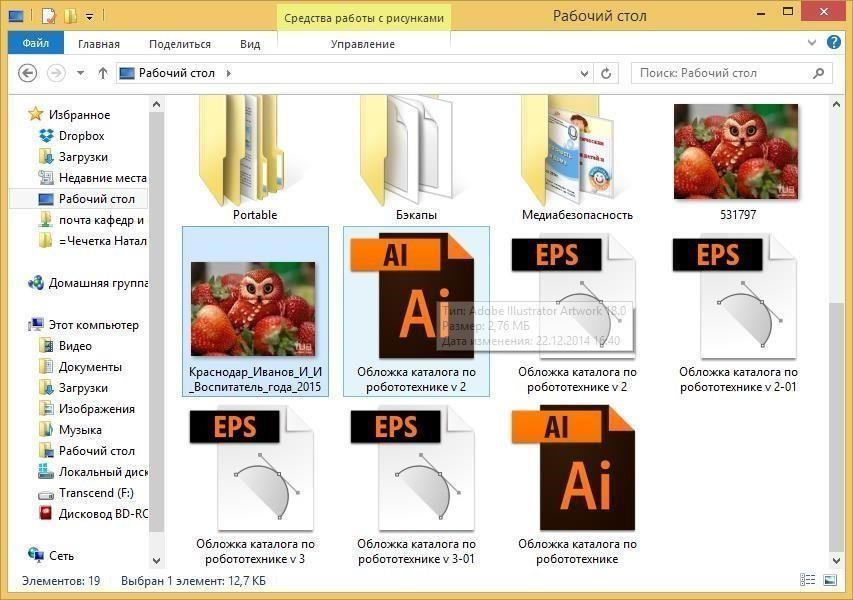 Средства работы с рисунками
Рабочий стол
Файл
Главная
Поделиться
Вид
Управление
Рабочий стол
Поиск: Рабочий стол
Избранное
Dropbox
Загрузки
Недавние места
Рабочий стол
почта кафедр и
=Чечетка Натал
Домашняя группа
Этот компьютер
Видео
Документы
Загрузки
Изображения
Музыка
Рабочий стол
Локальный диск
Transcend (F:)
Дисковод BD-RO
Сеть
Portable
Бэкапы
Медиабезопасность
531797
Краснодар_Иванов_И_И
_Воспитатель_года_2015
AI
Ai
Обложка каталога по
робототехнике v 2
EPS
Обложка каталога по
робототехнике v 2
EPS
Обложка каталога по
робототехнике v 2-01
Тип: Adobe Illustrator Artwork 18.0
Размер: 2,76 МБ
Дата изменения: 22.12.2014 16:40
EPS
Обложка каталога по
робототехнике v 3
EPS
Обложка каталога по
робототехнике v 3-01
AI
Ai
Обложка каталога по
робототехнике
Элементов: 19
Выбран 1 элемент: 12,7 КБ